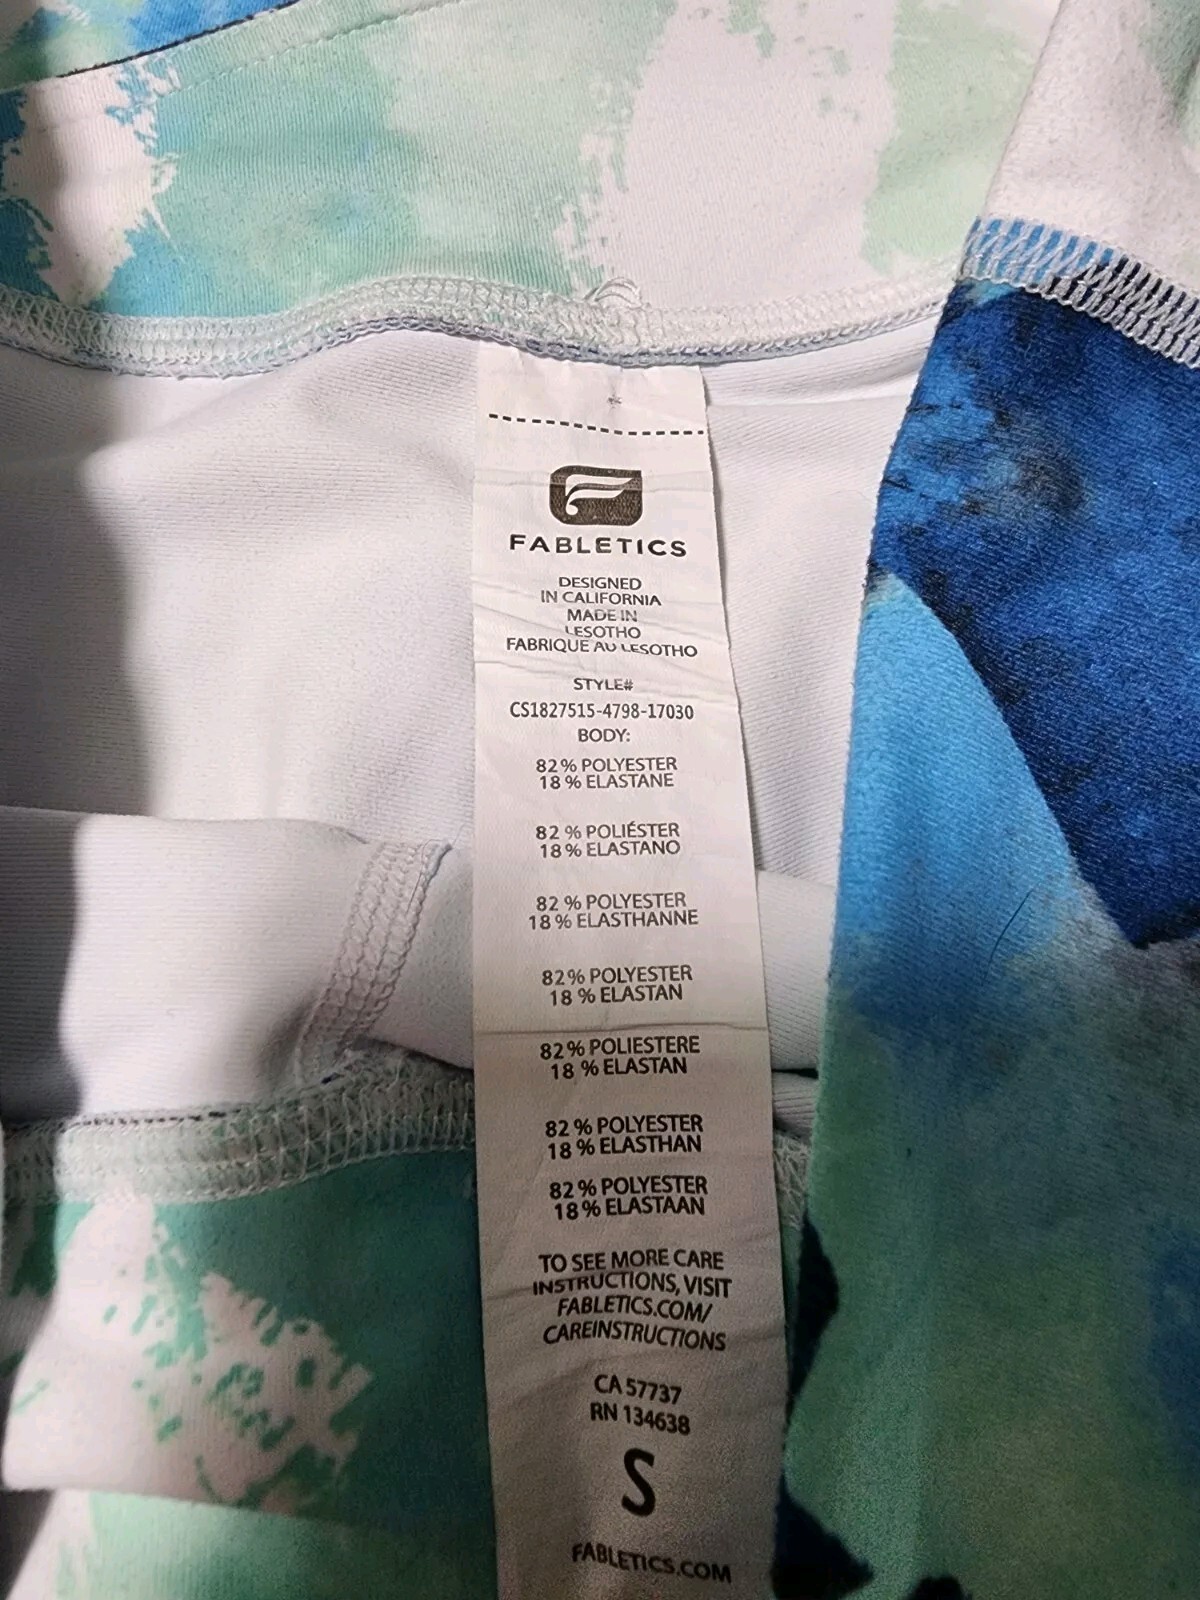 FABLETICS
DESIGNED
IN CALIFORNIA
MADE IN
LESOTHO
FABRIQUE AU LESOTHO
STYLE#
CS1827515-4798-17030
BODY:
82% POLYESTER
18% ELASTANE
82 % POLIÉSTER
18% ELASTANO
82 % POLYESTER
18% ELASTHANNE
82% POLYESTER
18 % ELASTAN
82% POLIESTERE
18 % ELASTAN
82 % POLYESTER
18% ELASTHAN
82 % POLYESTER
18% ELASTAAN
TO SEE MORE CARE
INSTRUCTIONS, VISIT
FABLETICS.COM/
CAREINSTRUCTIONS
CA 57737
RN 134638
S
FABLETICS.COM